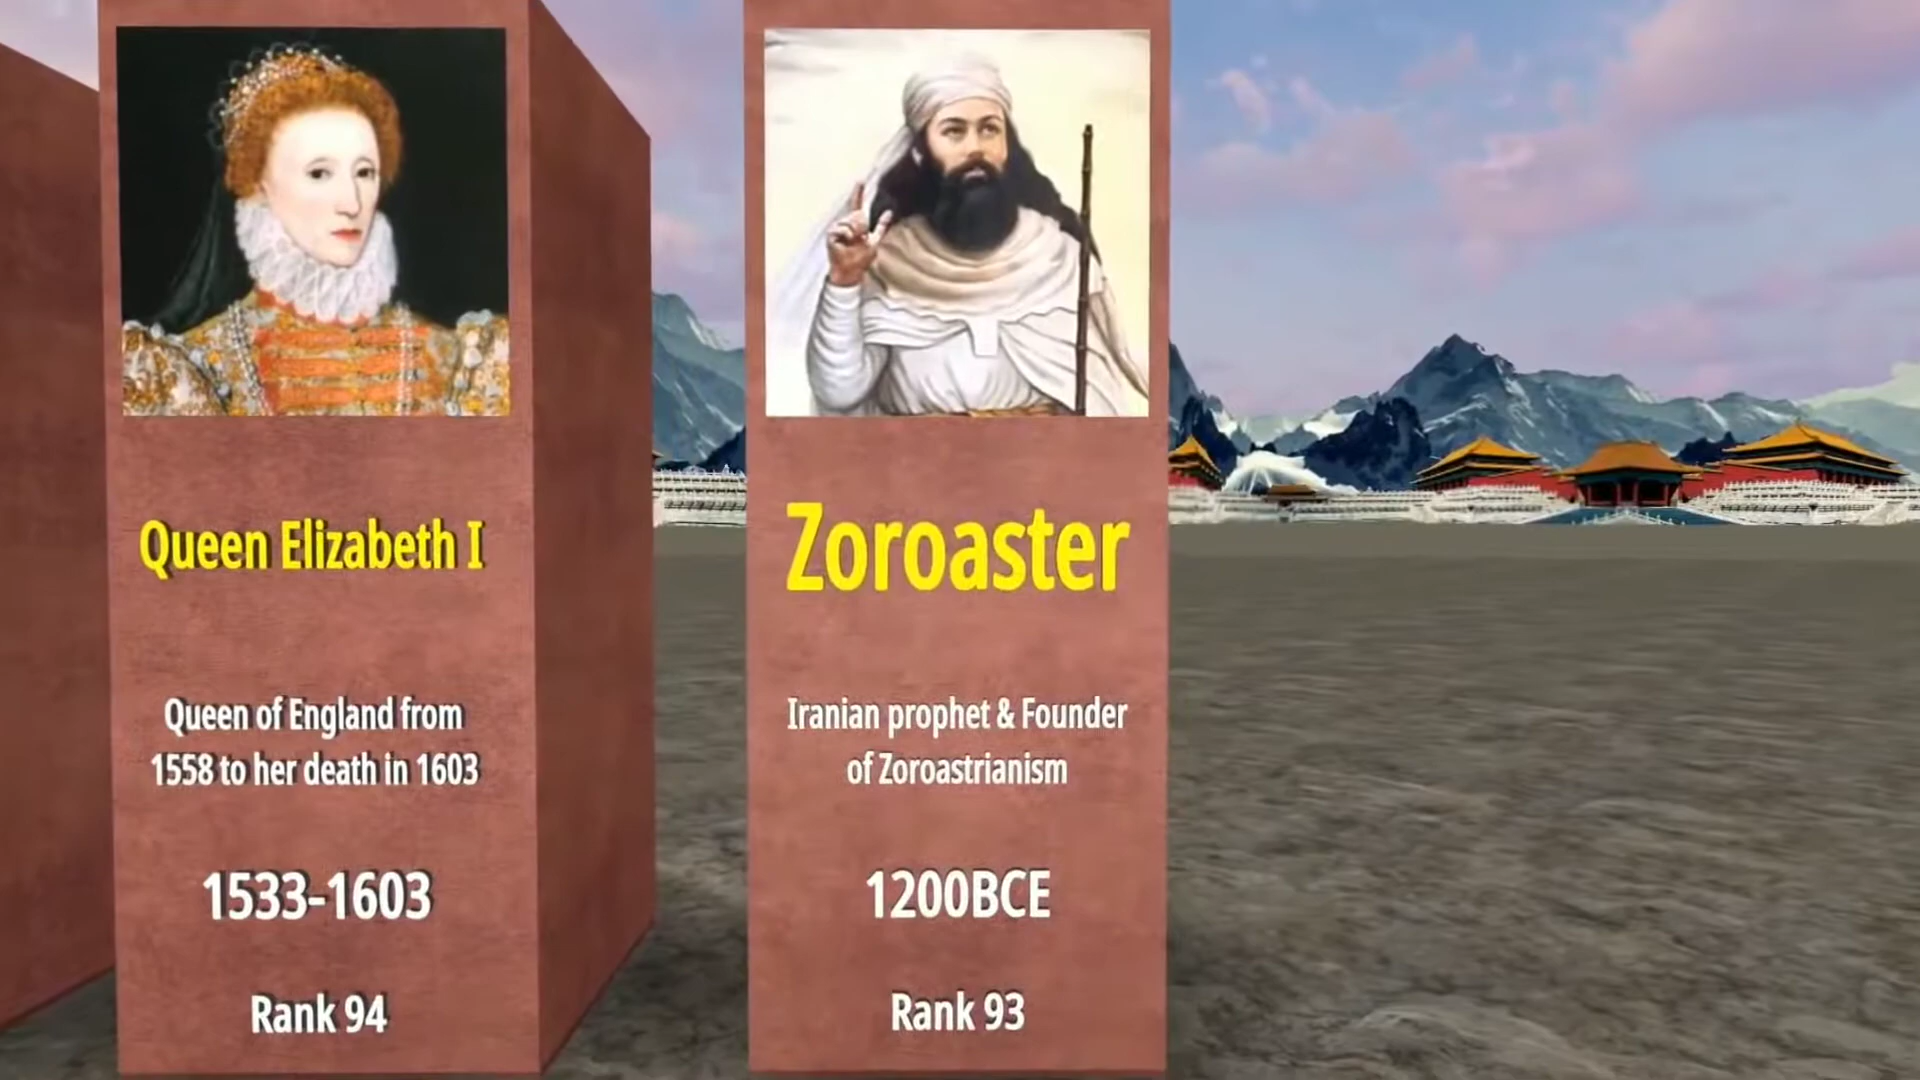 Queen Elizabeth I
Queen of England from
1558 to her death in 1603
1533-1603
Rank 94
Zoroaster
Iranian prophet & Founder
of Zoroastrianism
1200BCE
Rank 93